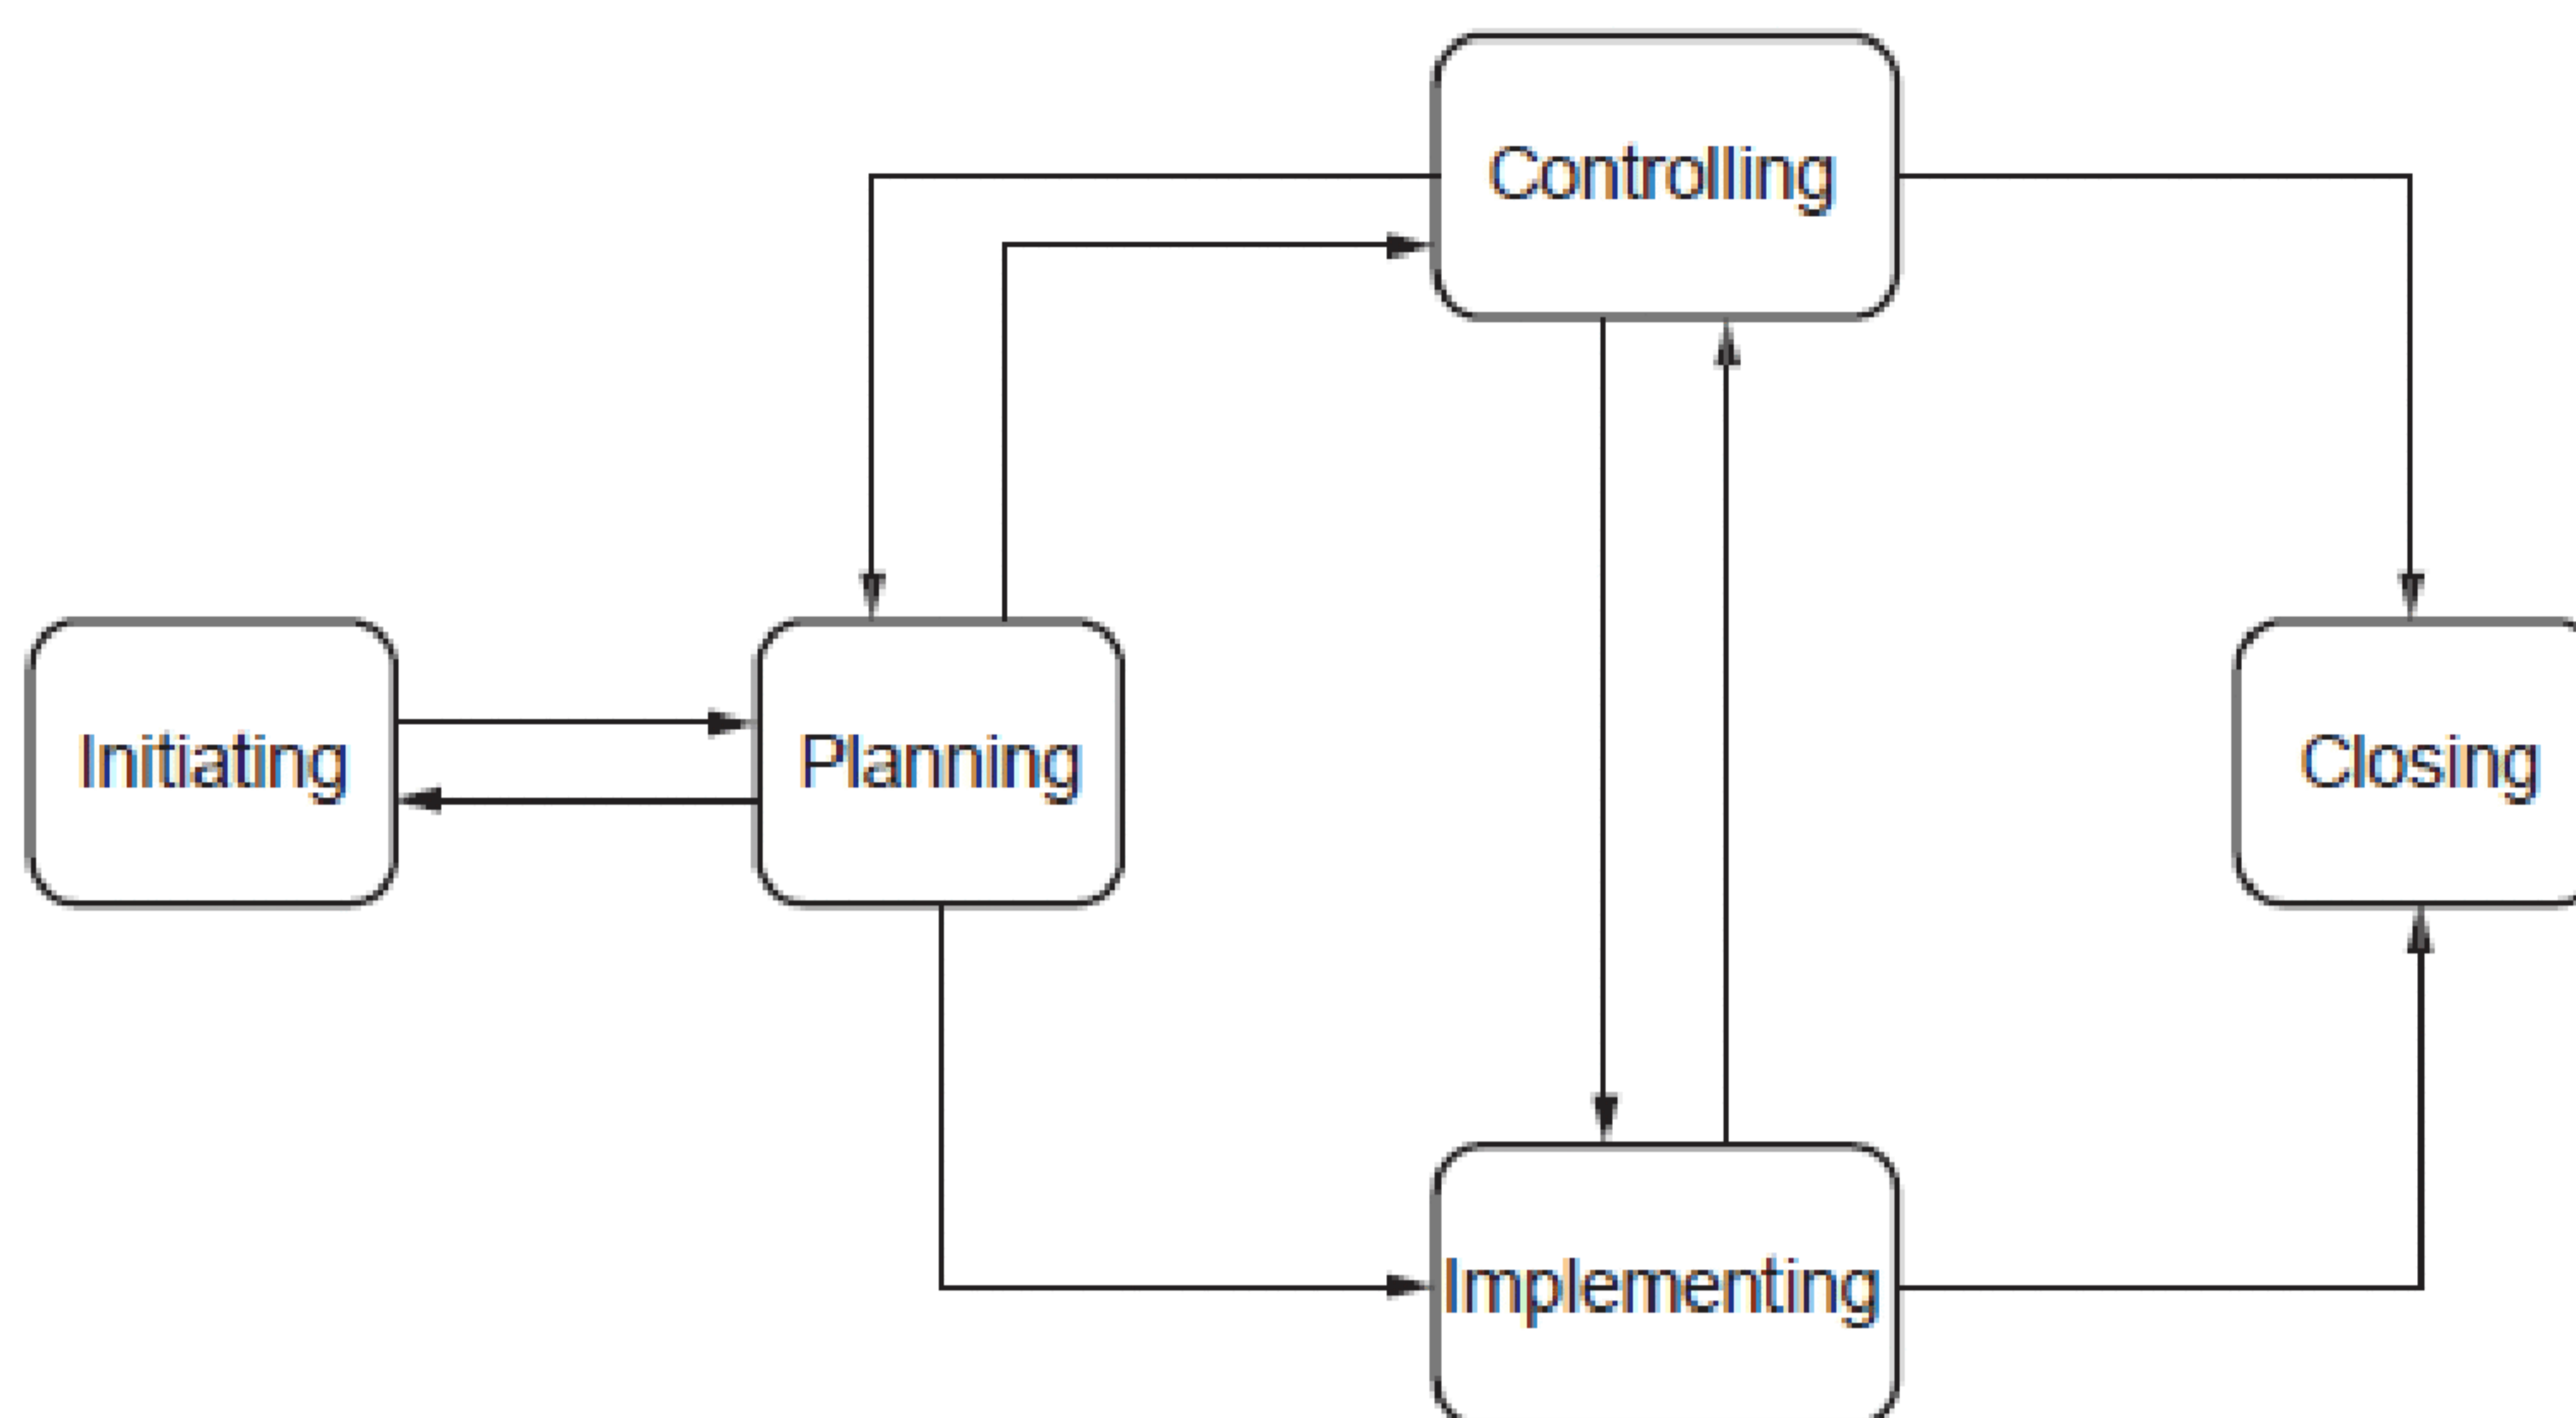 Controlling
Initiating
Planning
Closing
Implementing